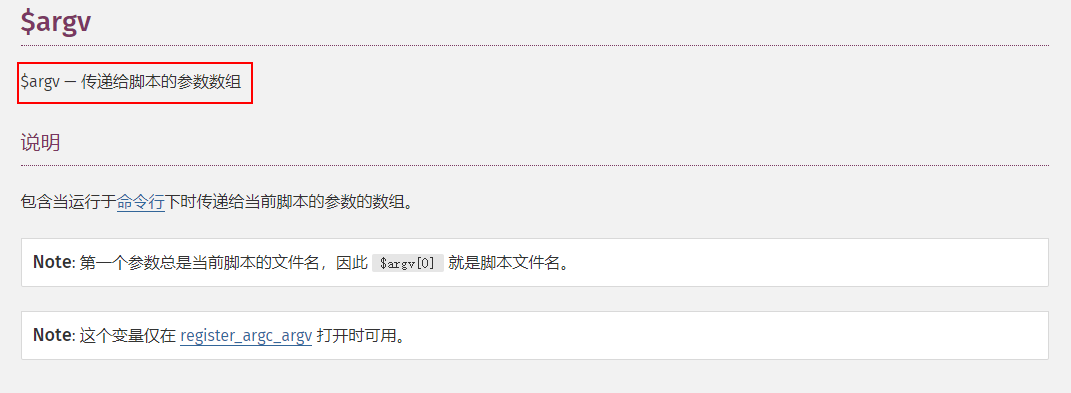 $argv
$argv — 传递给脚本的参数数组
说明
包含当运行于命令行下时传递给当前脚本的参数的数组。
Note: 第一个参数总是当前脚本的文件名，因此 $argv[0] 就是脚本文件名。
Note: 这个变量仅在 register_argc_argv 打开时可用。